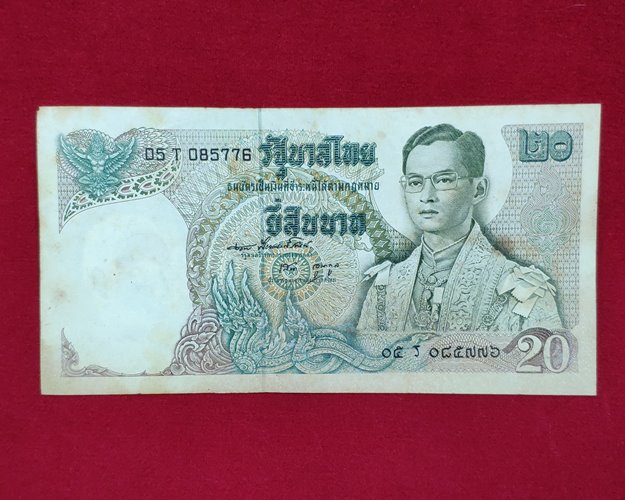 05 T 085776
รัฐบาลไทย
๒๐
ธนบัตรเป็นเงินที่ชำระหนี้ได้ตามกฎหมาย
ยี่สิบบาท
๐๕ T ๐๘๕๗๗๖
20